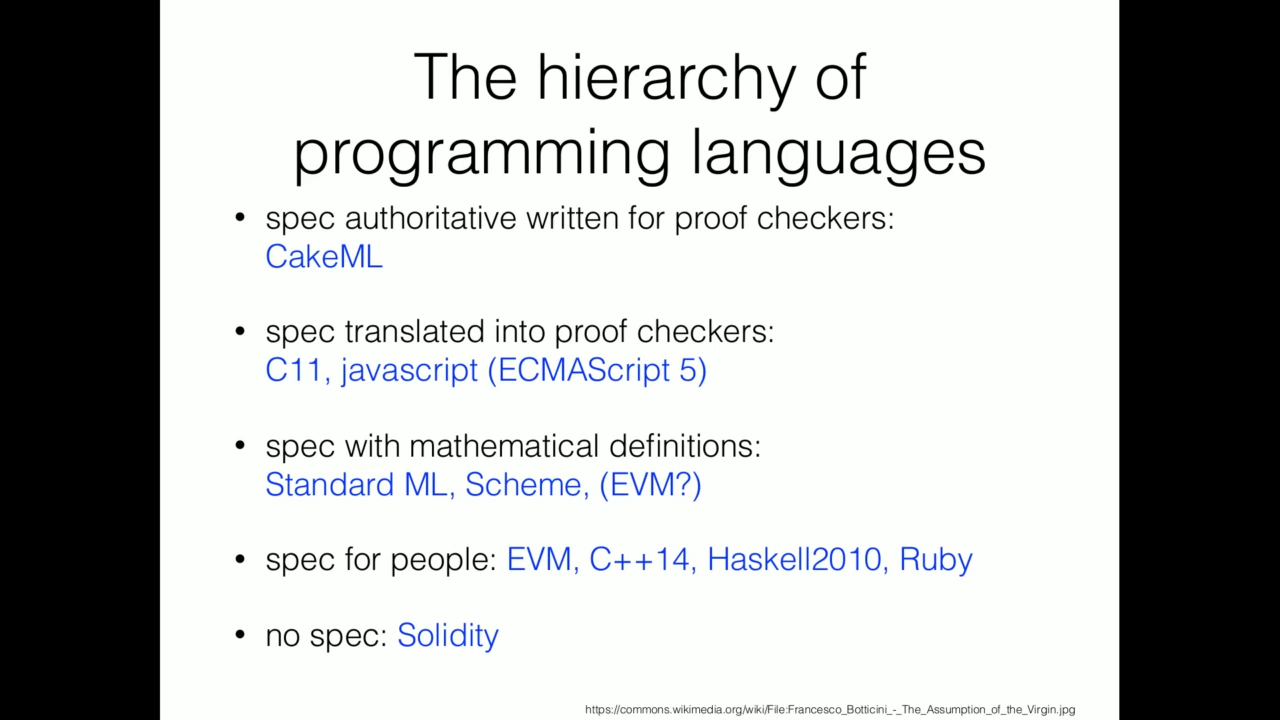 The hierarchy of
programming languages
• spec authoritative written for proof checkers:
CakeML
• spec translated into proof checkers:
C11, javascript (ECMAScript 5)
• spec with mathematical definitions:
Standard ML, Scheme, (EVM?)
• spec for people: EVM, C++14, Haskell2010, Ruby
• no spec: Solidity
https://commons.wikimedia.org/wiki/File:Francesco_Botticini_-_The_Assumption_of_the_Virgin.jpg